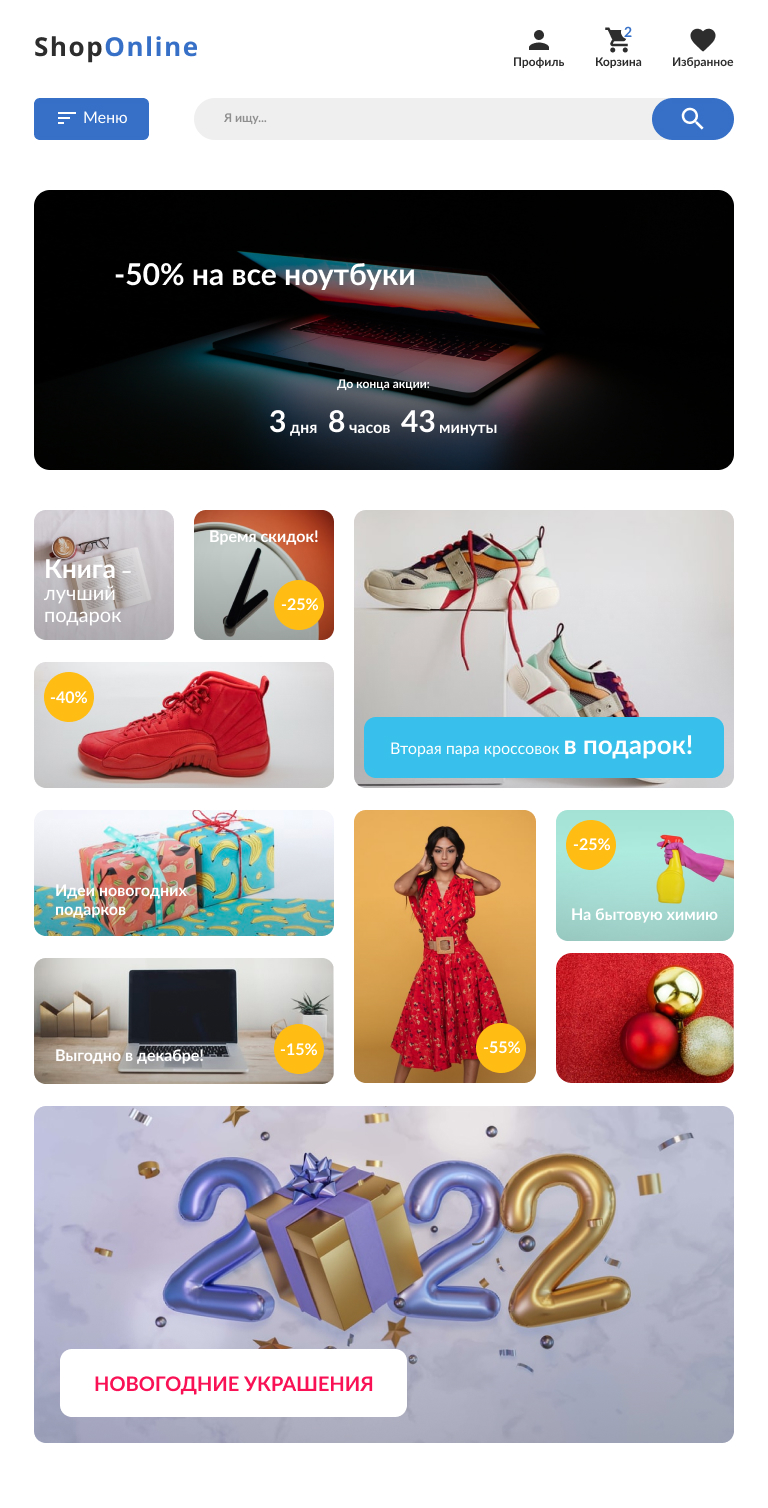 ShopOnline
2
Профиль
Корзина
Избранное
Меню
Я ищу...
-50% на все ноутбуки
До конца акции:
3 дня 8 часов 43 минуты
Книга –
лучший
подарок
Время скидок!
-25%
-40%
Вторая пара кроссовок в подарок!
Идеи новогодних
подарков
-25%
На бытовую химию
Выгодно в декабре!
-15%
-55%
2 22
НОВОГОДНИЕ УКРАШЕНИЯ